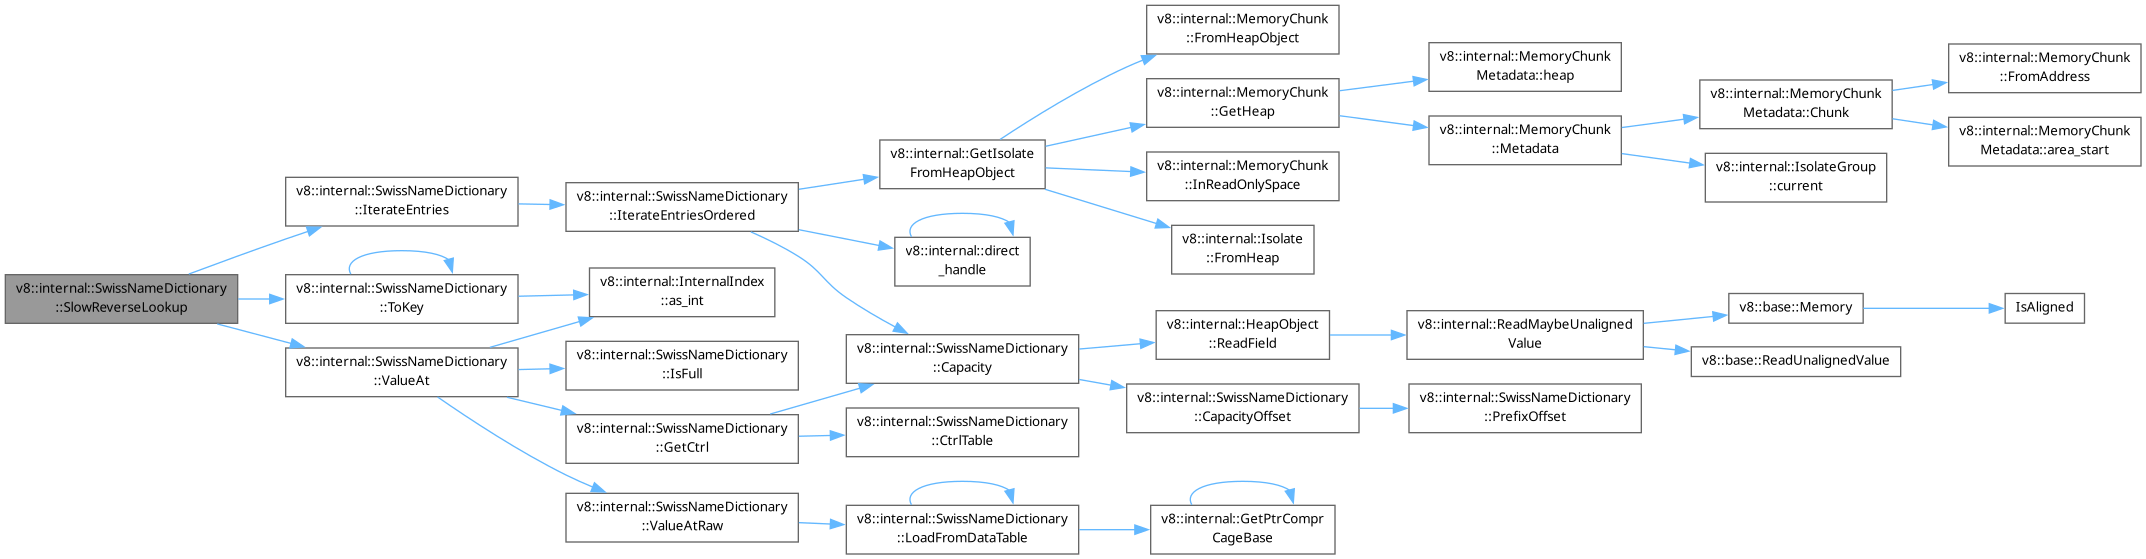 v8::internal::SwissNameDictionary
::SlowReverseLookup
v8::internal::SwissNameDictionary
::IterateEntries
v8::internal::SwissNameDictionary
::ToKey
v8::internal::SwissNameDictionary
::ValueAt
v8::internal::SwissNameDictionary
::IterateEntriesOrdered
v8::internal::InternalIndex
::as_int
v8::internal::SwissNameDictionary
::IsFull
v8::internal::SwissNameDictionary
::GetCtrl
v8::internal::SwissNameDictionary
::ValueAtRaw
v8::internal::GetIsolate
FromHeapObject
v8::internal::direct
_handle
v8::internal::SwissNameDictionary
::Capacity
v8::internal::SwissNameDictionary
::CtrlTable
v8::internal::SwissNameDictionary
::LoadFromDataTable
v8::internal::MemoryChunk
::FromHeapObject
v8::internal::MemoryChunk
::GetHeap
v8::internal::MemoryChunk
::InReadOnlySpace
v8::internal::Isolate
::FromHeap
v8::internal::HeapObject
::ReadField
v8::internal::SwissNameDictionary
::CapacityOffset
v8::internal::GetPtrCompr
CageBase
v8::internal::MemoryChunk
Metadata::heap
v8::internal::MemoryChunk
::Metadata
v8::internal::ReadMaybeUnaligned
Value
v8::internal::SwissNameDictionary
::PrefixOffset
v8::internal::MemoryChunk
Metadata::Chunk
v8::internal::IsolateGroup
::current
v8::base::Memory
v8::base::ReadUnalignedValue
v8::internal::MemoryChunk
::FromAddress
v8::internal::MemoryChunk
Metadata::area_start
IsAligned